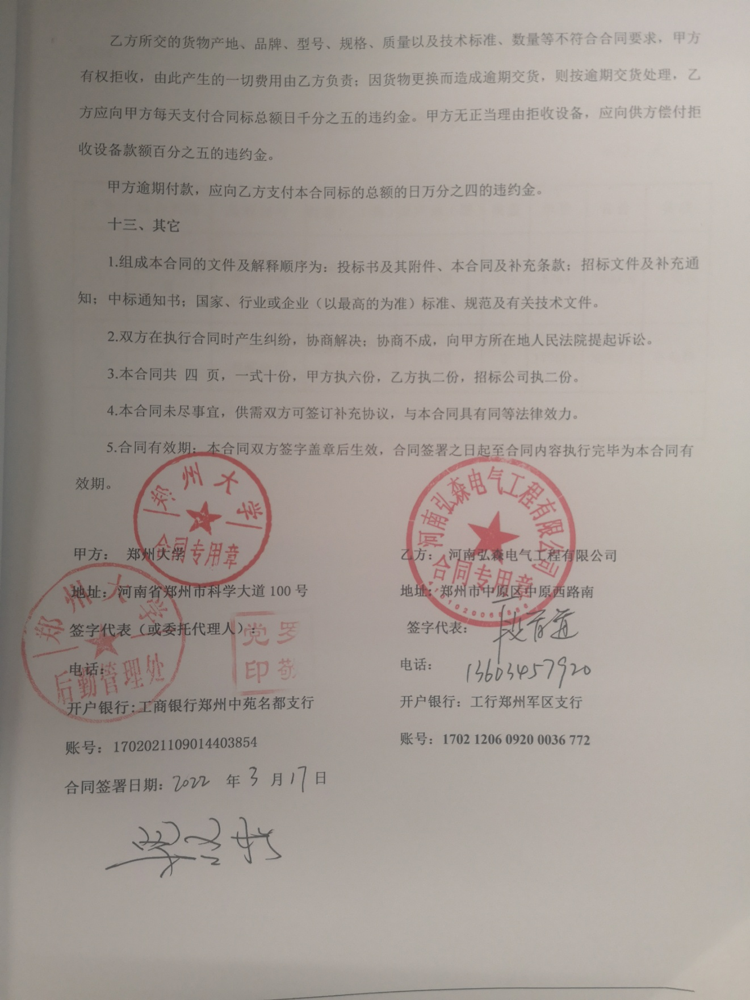 乙方所交的货物产地、品牌、型号、规格、质量以及技术标准、数量等不符合合同要求，甲方
有权拒收，由此产生的一切费用由乙方负责；因货物更换而造成逾期交货，则按逾期交货处理，乙
方应向甲方每天支付合同标总额日千分之五的违约金。甲方无正当理由拒收设备，应向供方偿付拒
收设备款额百分之五的违约金。
甲方逾期付款，应向乙方支付本合同标的总额的日万分之四的违约金。
十三、其它
1.组成本合同的文件及解释顺序为：投标书及其附件、本合同及补充条款；招标文件及补充通
知；中标通知书；国家、行业或企业（以最高的为准）标准、规范及有关技术文件。
2.双方在执行合同时产生纠纷，协商解决；协商不成，向甲方所在地人民法院提起诉讼。
3.本合同共 四 页，一式十份，甲方执六份，乙方执二份，招标公司执二份。
4.本合同未尽事宜，供需双方可签订补充协议，与本合同具有同等法律效力。
5.合同有效期：本合同双方签字盖章后生效，合同签署之日起至合同内容执行完毕为本合同有
效期。
郑州大学
合同专用章
河南弘森电气工程有限公司
合同专用章
甲方： 郑州大学
乙方： 河南弘森电气工程有限公司
地址：河南省郑州市科学大道 100 号
地址：郑州市中原区中原西路南
郑州大学
后勤管理处
签字代表（或委托代理人）：
党罗
印敬
签字代表：
电话：
电话： 13603457920
开户银行：工商银行郑州中苑名都支行
开户银行：工行郑州军区支行
账号：1702021109014403854
账号：1702 1206 0920 0036 772
合同签署日期：2022 年 3 月 17 日